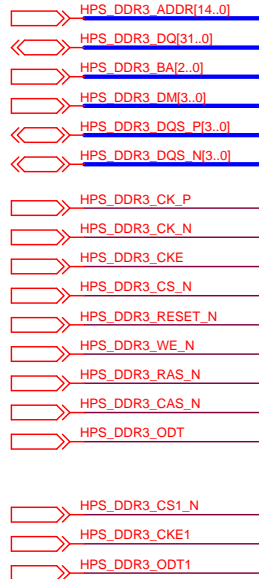 HPS_DDR3_ADDR[14..0]
HPS_DDR3_DQ[31..0]
HPS_DDR3_BA[2..0]
HPS_DDR3_DM[3..0]
HPS_DDR3_DQS_P[3..0]
HPS_DDR3_DQS_N[3..0]
HPS_DDR3_CK_P
HPS_DDR3_CK_N
HPS_DDR3_CKE
HPS_DDR3_CS_N
HPS_DDR3_RESET_N
HPS_DDR3_WE_N
HPS_DDR3_RAS_N
HPS_DDR3_CAS_N
HPS_DDR3_ODT
HPS_DDR3_CS1_N
HPS_DDR3_CKE1
HPS_DDR3_ODT1